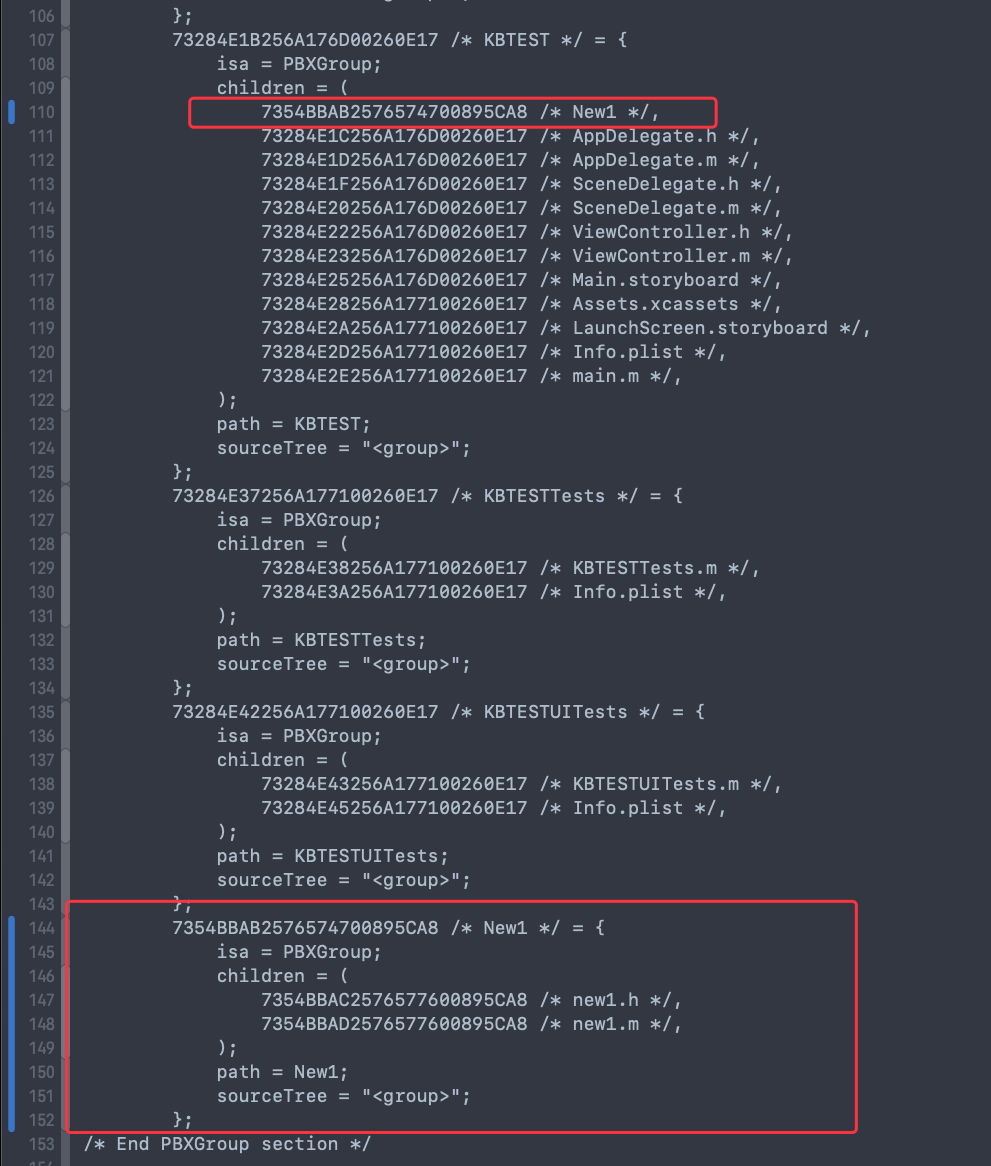 106 };
107 73284E1B256A176D00260E17 /* KBTEST */ = {
108 isa = PBXGroup;
109 children = (
110 7354BBAB2576574700895CA8 /* New1 */,
111 73284E1C256A176D00260E17 /* AppDelegate.h */,
112 73284E1D256A176D00260E17 /* AppDelegate.m */,
113 73284E1F256A176D00260E17 /* SceneDelegate.h */,
114 73284E20256A176D00260E17 /* SceneDelegate.m */,
115 73284E22256A176D00260E17 /* ViewController.h */,
116 73284E23256A176D00260E17 /* ViewController.m */,
117 73284E25256A176D00260E17 /* Main.storyboard */,
118 73284E28256A177100260E17 /* Assets.xcassets */,
119 73284E2A256A177100260E17 /* LaunchScreen.storyboard */,
120 73284E2D256A177100260E17 /* Info.plist */,
121 73284E2E256A177100260E17 /* main.m */,
122 );
123 path = KBTEST;
124 sourceTree = "<group>";
125 };
126 73284E37256A177100260E17 /* KBTESTTests */ = {
127 isa = PBXGroup;
128 children = (
129 73284E38256A177100260E17 /* KBTESTTests.m */,
130 73284E3A256A177100260E17 /* Info.plist */,
131 );
132 path = KBTESTTests;
133 sourceTree = "<group>";
134 };
135 73284E42256A177100260E17 /* KBTESTUITests */ = {
136 isa = PBXGroup;
137 children = (
138 73284E43256A177100260E17 /* KBTESTUITests.m */,
139 73284E45256A177100260E17 /* Info.plist */,
140 );
141 path = KBTESTUITests;
142 sourceTree = "<group>";
143 };
144 7354BBAB2576574700895CA8 /* New1 */ = {
145 isa = PBXGroup;
146 children = (
147 7354BBAC2576577600895CA8 /* new1.h */,
148 7354BBAD2576577600895CA8 /* new1.m */,
149 );
150 path = New1;
151 sourceTree = "<group>";
152 };
153 /* End PBXGroup section */